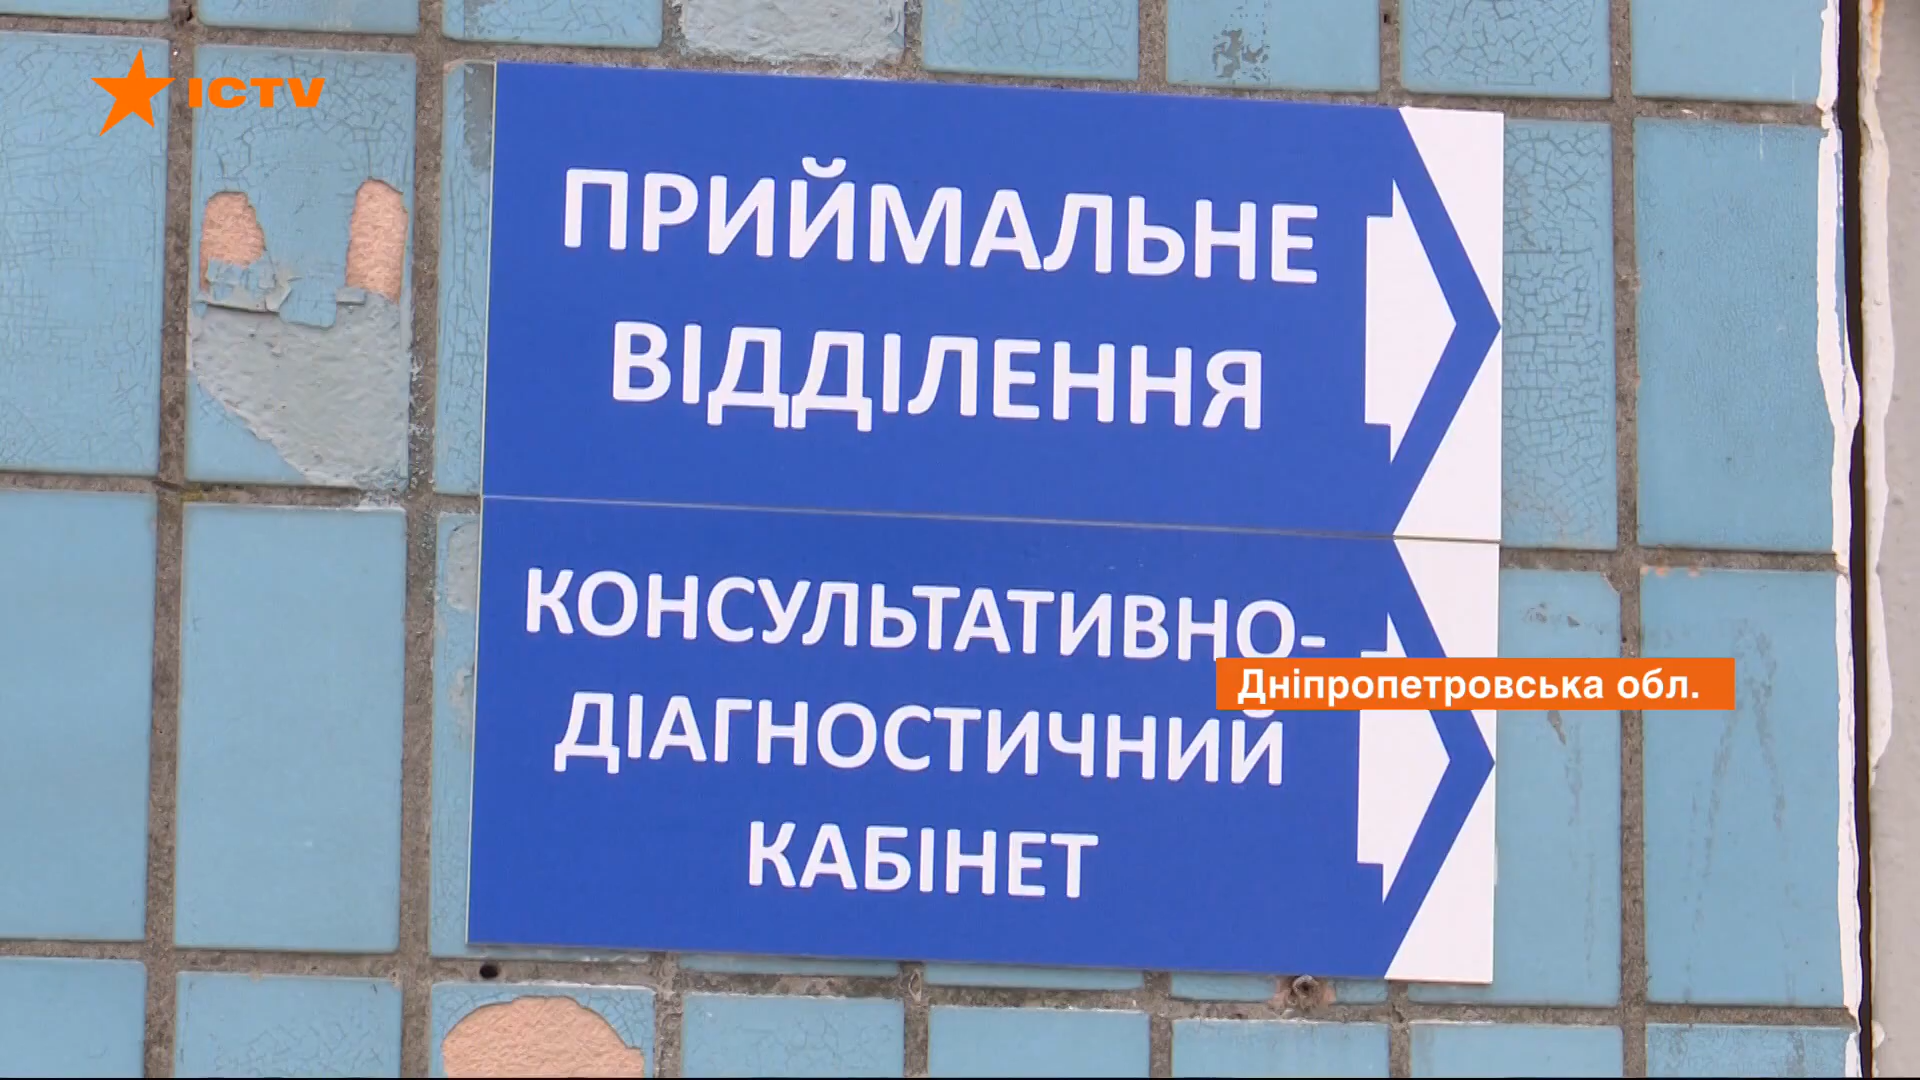 ICTV
ПРИЙМАЛЬНЕ
ВІДДІЛЕННЯ
КОНСУЛЬТАТИВНО-
Дніпропетровська обл.
ДІАГНОСТИЧНИЙ
КАБІНЕТ